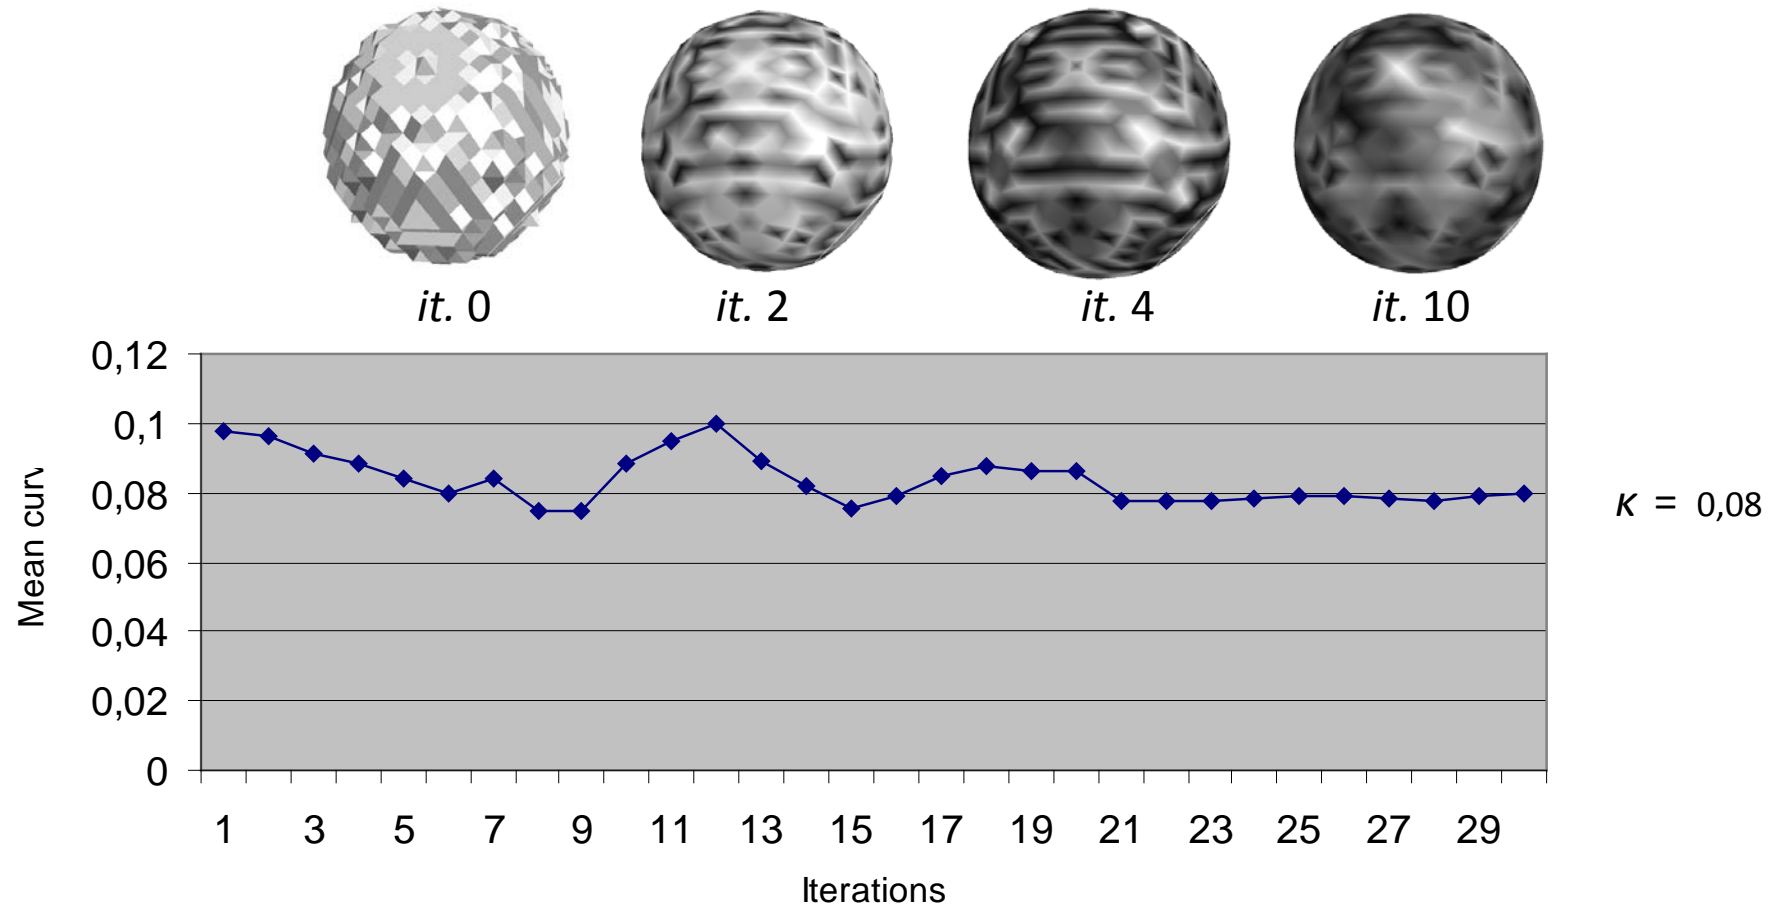 it. 0
it. 2
it. 4
it. 10
0,12
0,1
0,08
0,06
0,04
0,02
0
Mean curv
κ = 0,08
1 3 5 7 9 11 13 15 17 19 21 23 25 27 29
Iterations